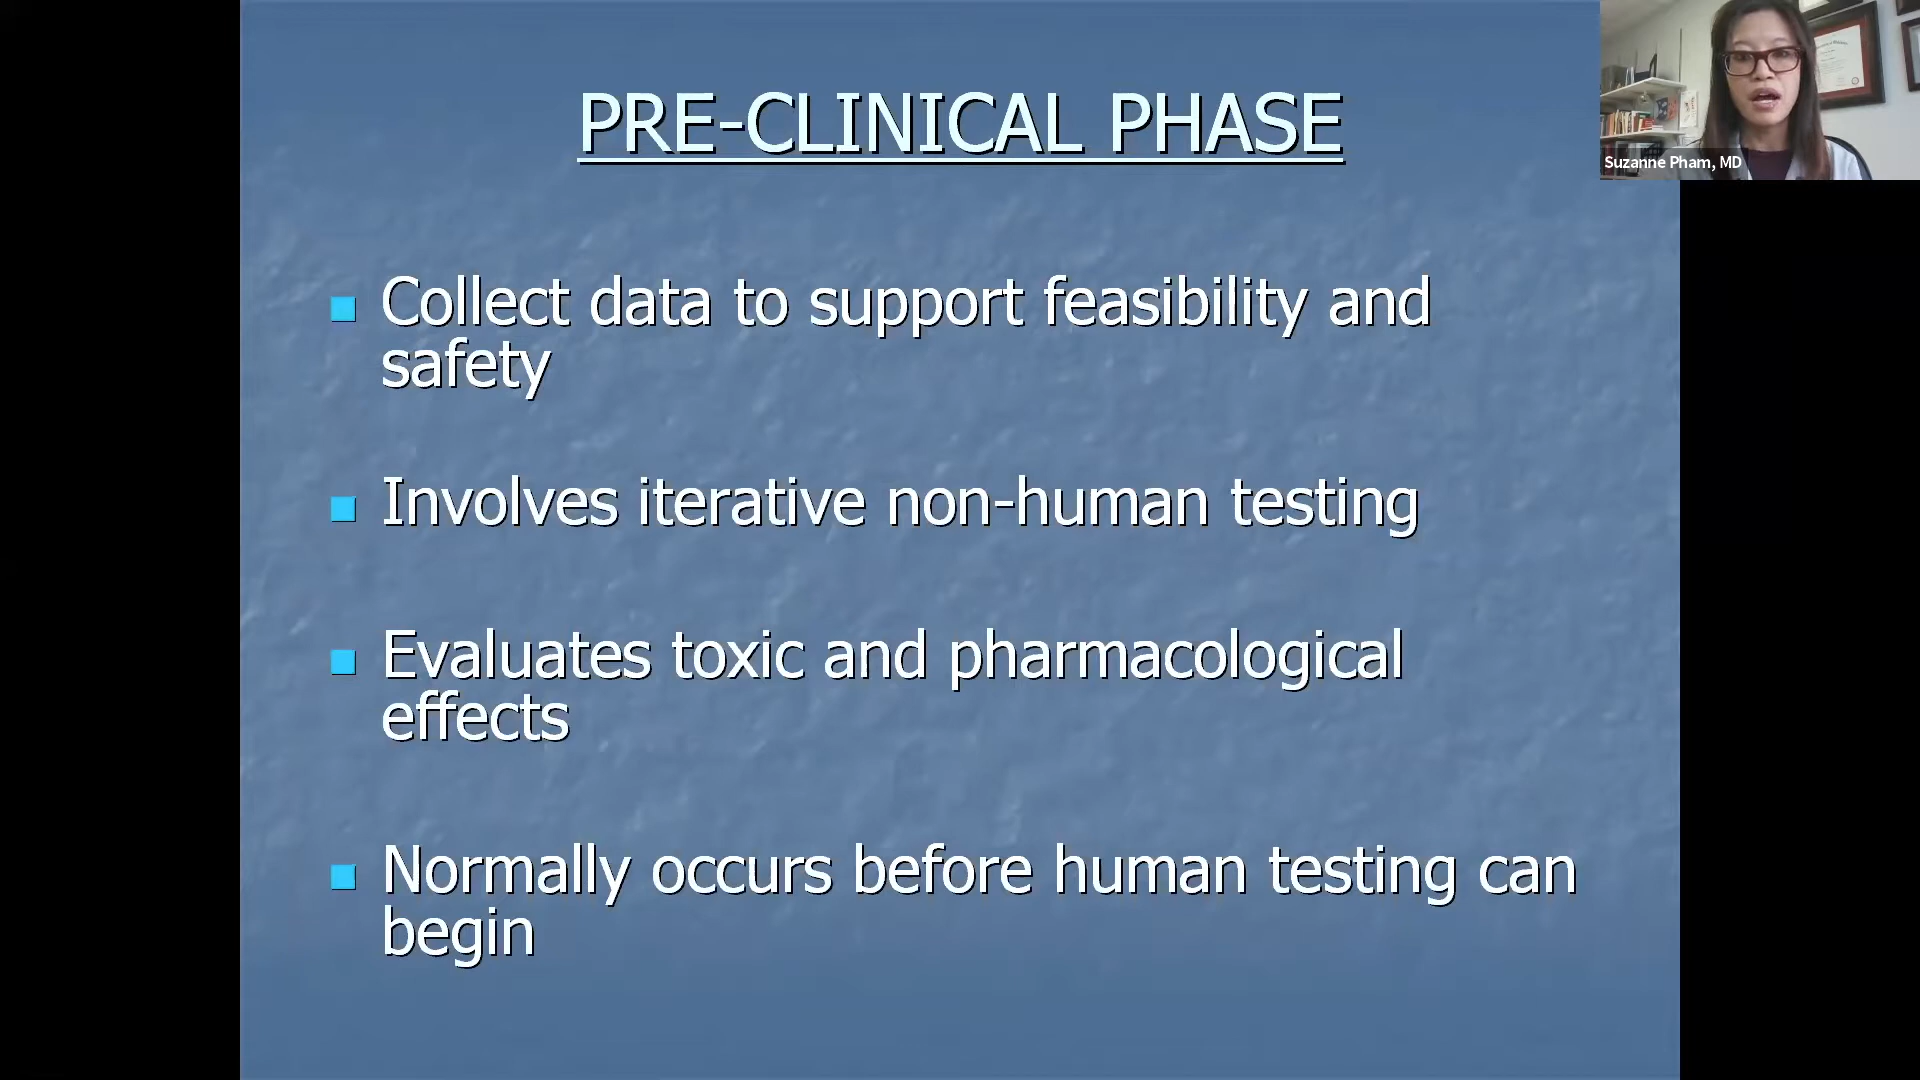 PRE-CLINICAL PHASE
Suzanne Pham, MD
Collect data to support feasibility and
safety
Involves iterative non-human testing
Evaluates toxic and pharmacological
effects
Normally occurs before human testing can
begin